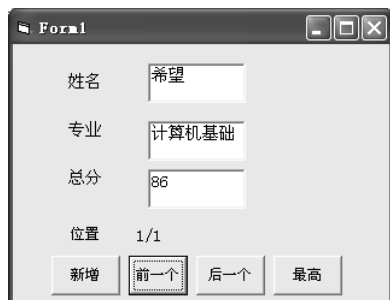 Form1
姓名 希望
专业 计算机基础
总分 86
位置 1/1
新增 前一个 后一个 最高